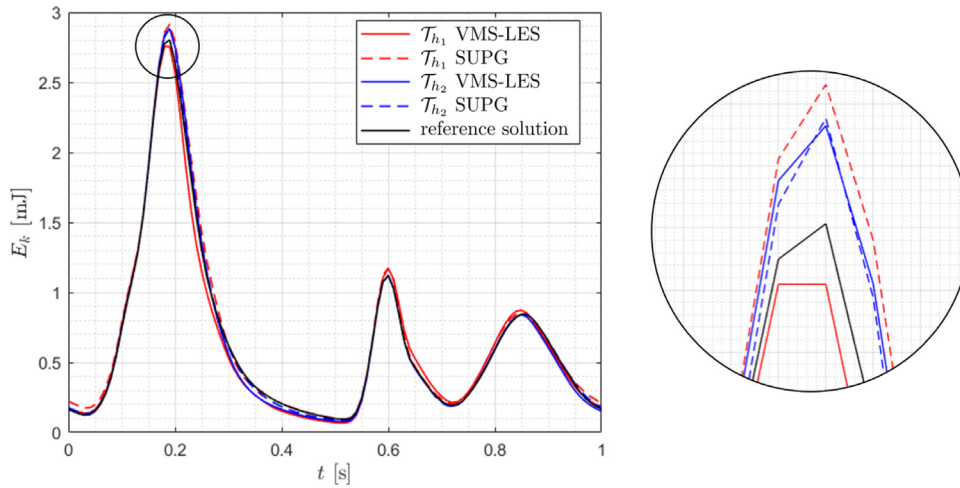 3
2.5
2
1.5
1
0.5
0
E_k [mJ]
0 0.2 0.4 0.6 0.8 1
t [s]
𝒯_{h_1} VMS-LES
𝒯_{h_1} SUPG
𝒯_{h_2} VMS-LES
𝒯_{h_2} SUPG
reference solution